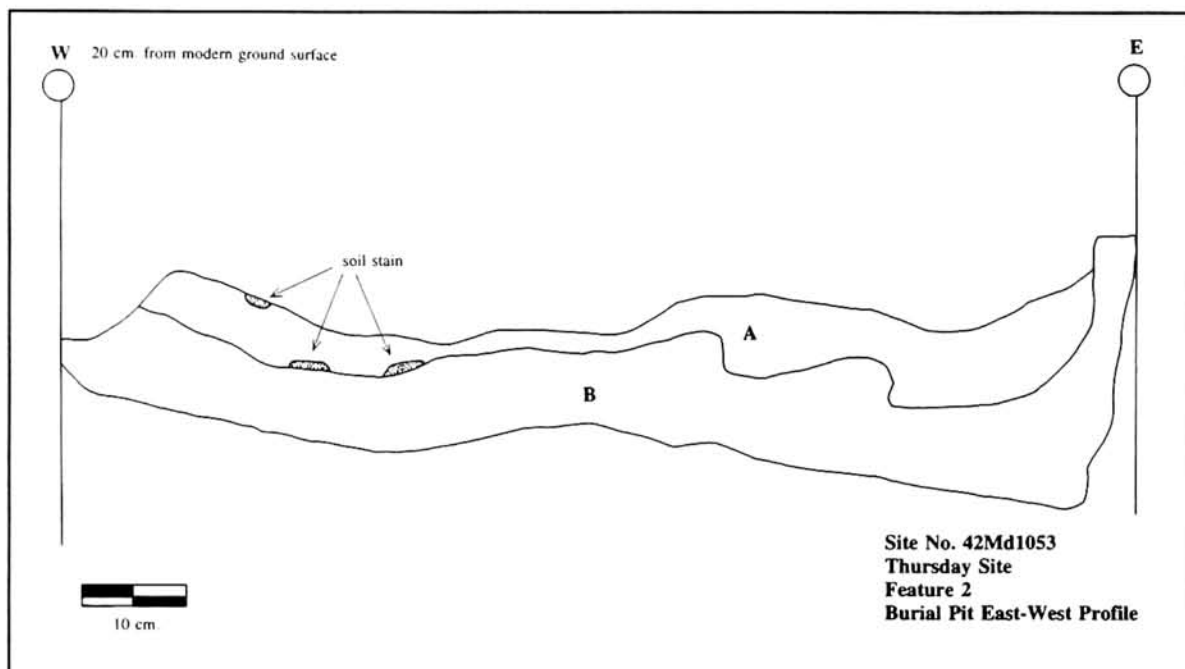 W 20 cm. from modern ground surface
E
soil stain
A
B
Site No. 42Md1053
Thursday Site
Feature 2
Burial Pit East-West Profile
10 cm.